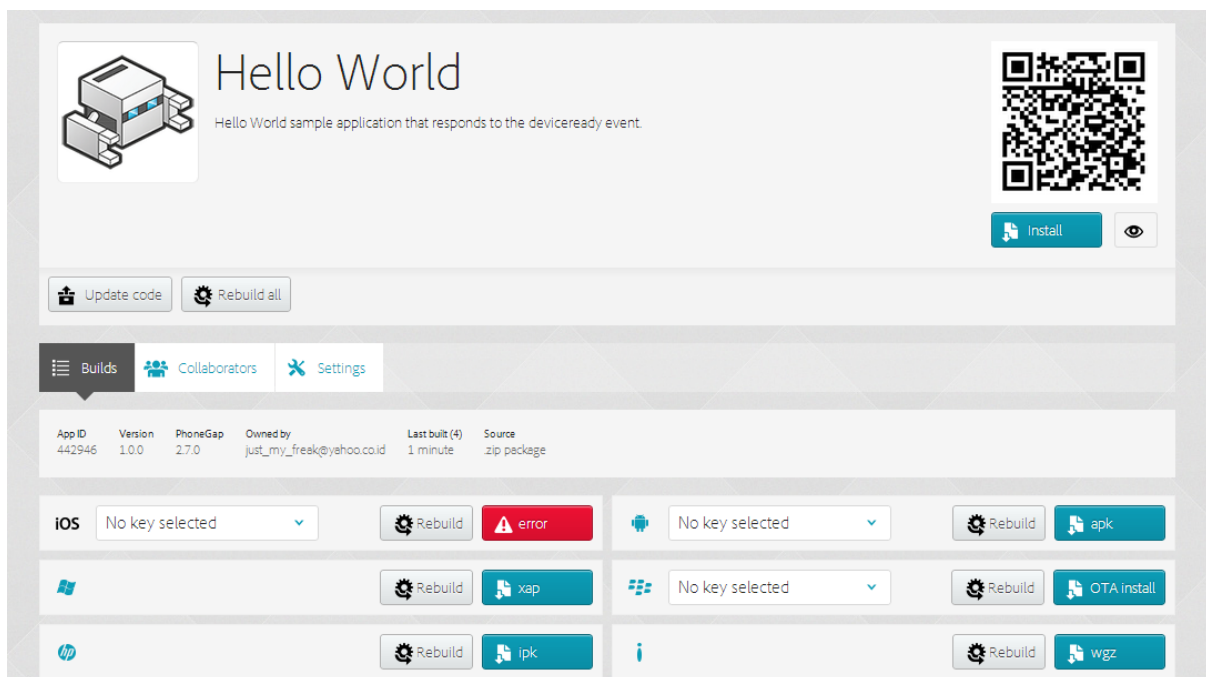 Hello World
Hello World sample application that responds to the deviceready event.
Install
Update code Rebuild all
Builds Collaborators Settings
App ID Version PhoneGap Owned by Last built (4) Source
442946 1.0.0 2.7.0 just_my_freak@yahoo.co.id 1 minute .zip package
iOS No key selected Rebuild error No key selected Rebuild apk
Rebuild xap No key selected Rebuild OTA install
hp Rebuild ipk Rebuild wgz